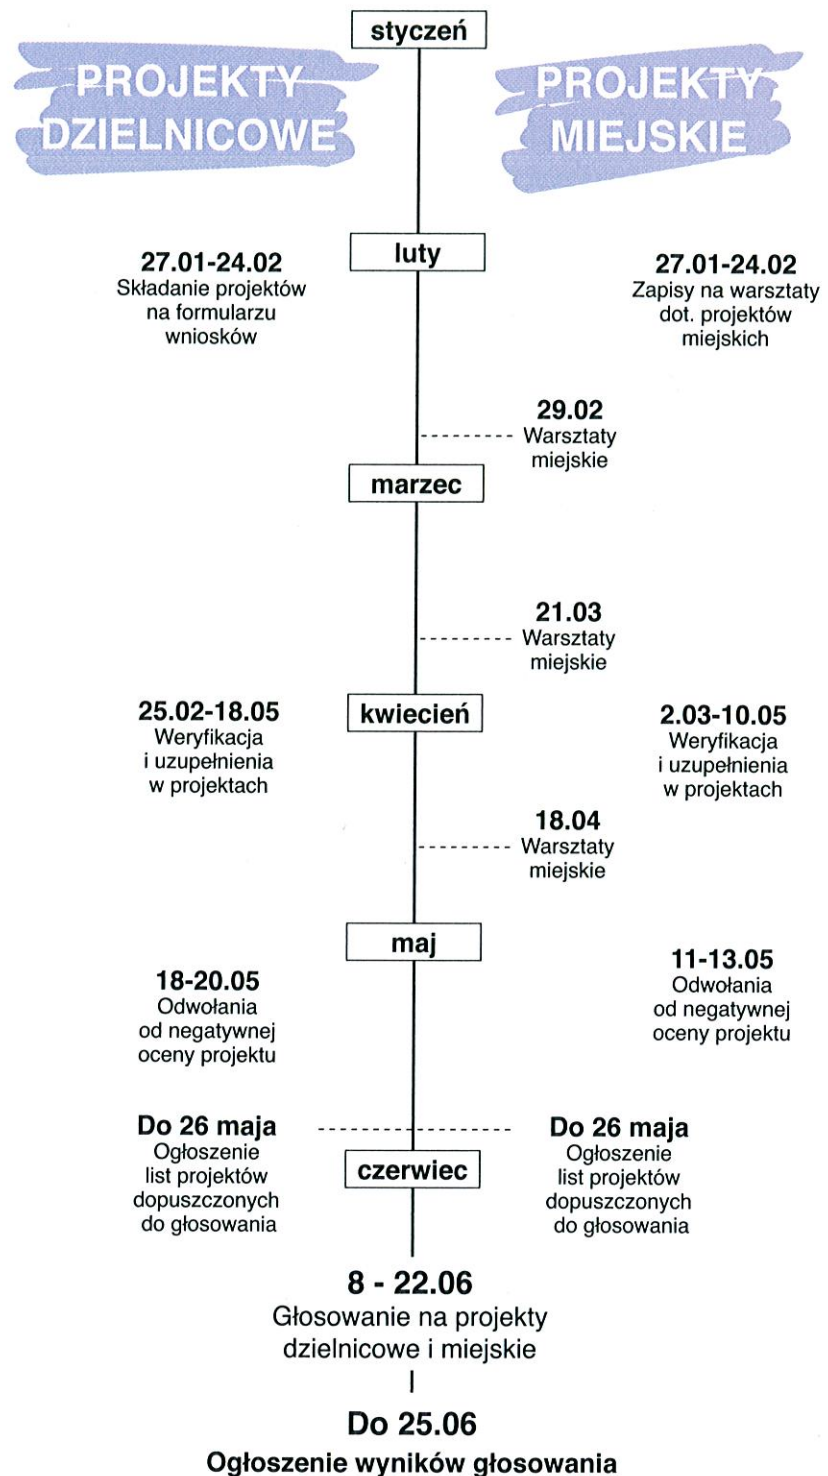 styczeń
PROJEKTY
DZIELNICOWE
PROJEKTY
MIEJSKIE
luty
27.01-24.02
Składanie projektów
na formularzu
wniosków
27.01-24.02
Zapisy na warsztaty
dot. projektów
miejskich
29.02
Warsztaty
miejskie
marzec
21.03
Warsztaty
miejskie
25.02-18.05
Weryfikacja
i uzupełnienia
w projektach
kwiecień
2.03-10.05
Weryfikacja
i uzupełnienia
w projektach
18.04
Warsztaty
miejskie
maj
18-20.05
Odwołania
od negatywnej
oceny projektu
11-13.05
Odwołania
od negatywnej
oceny projektu
Do 26 maja
Ogłoszenie
list projektów
dopuszczonych
do głosowania
Do 26 maja
Ogłoszenie
list projektów
dopuszczonych
do głosowania
czerwiec
8 - 22.06
Głosowanie na projekty
dzielnicowe i miejskie
Do 25.06
Ogłoszenie wyników głosowania